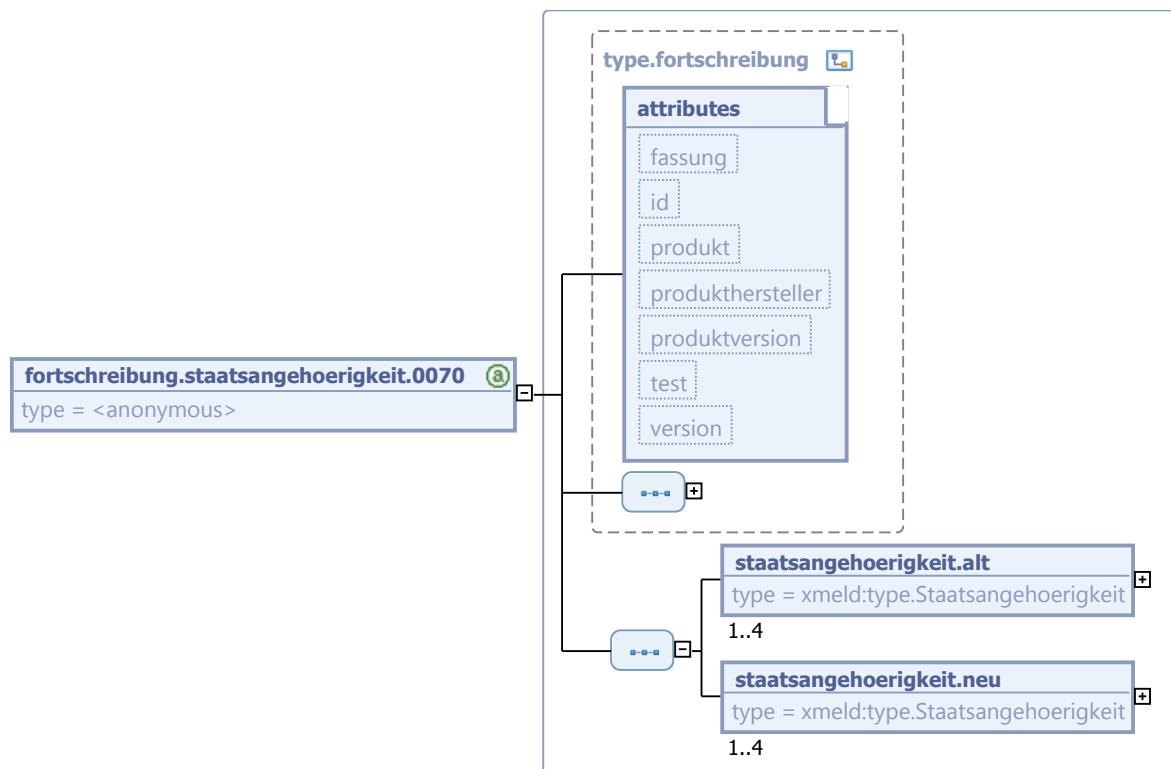 type.fortschreibung
attributes
fassung
id
produkt
produkthersteller
produktversion
test
version
fortschreibung.staatsangehoerigkeit.0070 @
type = <anonymous>
staatsangehoerigkeit.alt
type = xmeld:type.Staatsangehoerigkeit
1..4
staatsangehoerigkeit.neu
type = xmeld:type.Staatsangehoerigkeit
1..4